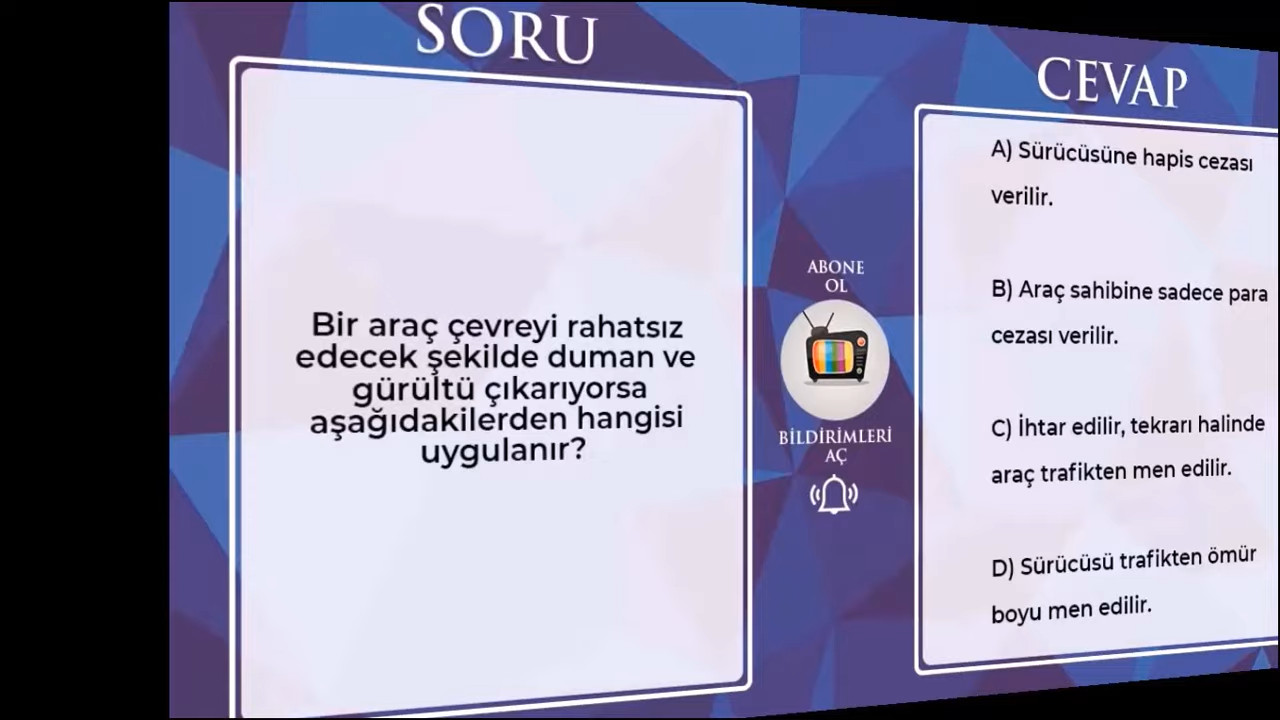 SORU
Bir araç çevreyi rahatsız
edecek şekilde duman ve
gürültü çıkarıyorsa
aşağıdakilerden hangisi
uygulanır?
ABONE
OL
BİLDİRİMLERİ
AÇ
CEVAP
A) Sürücüsüne hapis cezası
verilir.
B) Araç sahibine sadece para
cezası verilir.
C) İhtar edilir, tekrarı halinde
araç trafikten men edilir.
D) Sürücüsü trafikten ömür
boyu men edilir.